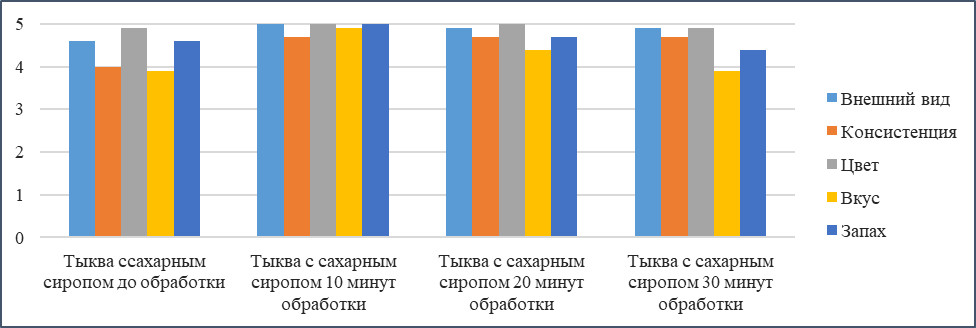 5
4
3
2
1
0
Тыква ссахарным
сиропом до обработки
Тыква с сахарным
сиропом 10 минут
обработки
Тыква с сахарным
сиропом 20 минут
обработки
Тыква с сахарным
сиропом 30 минут
обработки
Внешний вид
Консистенция
Цвет
Вкус
Запах